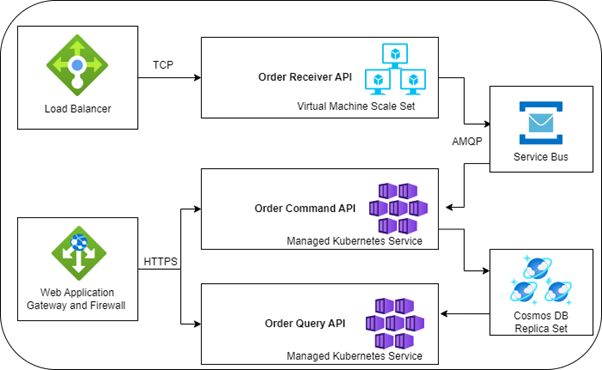 TCP
Load Balancer
Order Receiver API
Virtual Machine Scale Set
AMQP
Service Bus
Order Command API
Managed Kubernetes Service
HTTPS
Web Application
Gateway and Firewall
Order Query API
Managed Kubernetes Service
Cosmos DB
Replica Set